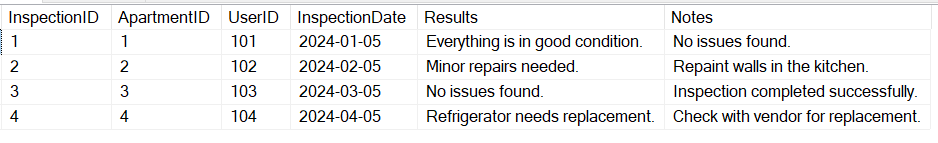 InspectionID ApartmentID UserID InspectionDate Results Notes
1 1 101 2024-01-05 Everything is in good condition. No issues found.
2 2 102 2024-02-05 Minor repairs needed. Repaint walls in the kitchen.
3 3 103 2024-03-05 No issues found. Inspection completed successfully.
4 4 104 2024-04-05 Refrigerator needs replacement. Check with vendor for replacement.